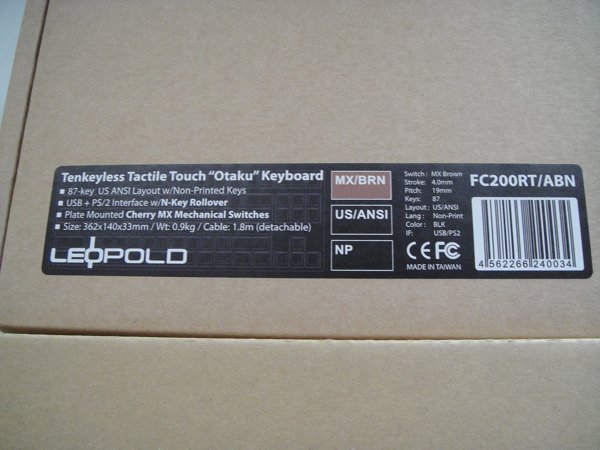 Tenkeyless Tactile Touch "Otaku" Keyboard
■ 87-key US ANSI Layout w/Non-Printed Keys
■ USB + PS/2 Interface w/N-Key Rollover
■ Plate Mounted Cherry MX Mechanical Switches
■ Size: 362x140x33mm / Wt: 0.9kg / Cable: 1.8m (detachable)
LEOPOLD
MX/BRN
US/ANSI
NP
Switch : MX Brown
Stroke: 4.0mm
Pitch: 19mm
Keys: 87
Layout : US/ANSI
Lang : Non-Print
Color : BLK
IF: USB/PS2
CE FC
MADE IN TAIWAN
FC200RT/ABN
4 562266 240034